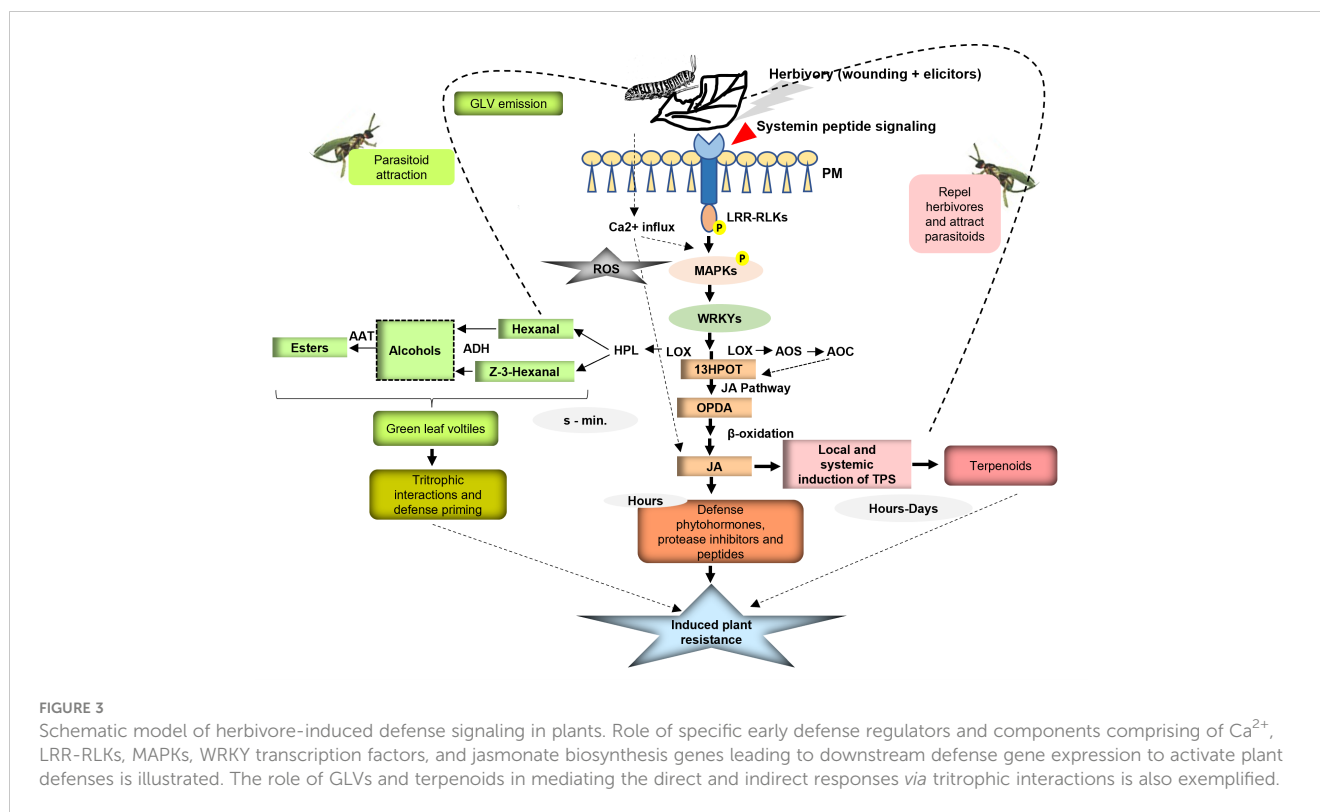 Herbivory (wounding + elicitors)
GLV emission
Systemin peptide signaling
Parasitoid
attraction
PM
Repel
herbivores
and attract
parasitoids
LRR-RLKs
P
Ca2+ influx
ROS
MAPKs
P
WRKYs
Hexanal
Esters
AAT
Alcohols
ADH
HPL
LOX
LOX
AOS
AOC
Z-3-Hexanal
13HPOT
JA Pathway
OPDA
s - min.
Green leaf voltiles
β-oxidation
Local and
systemic
induction of TPS
JA
Terpenoids
Tritrophic
interactions and
defense priming
Hours
Hours-Days
Defense
phytohormones,
protease inhibitors and
peptides
Induced plant
resistance
FIGURE 3
Schematic model of herbivore-induced defense signaling in plants. Role of specific early defense regulators and components comprising of Ca²⁺,
LRR-RLKs, MAPKs, WRKY transcription factors, and jasmonate biosynthesis genes leading to downstream defense gene expression to activate plant
defenses is illustrated. The role of GLVs and terpenoids in mediating the direct and indirect responses via tritrophic interactions is also exemplified.